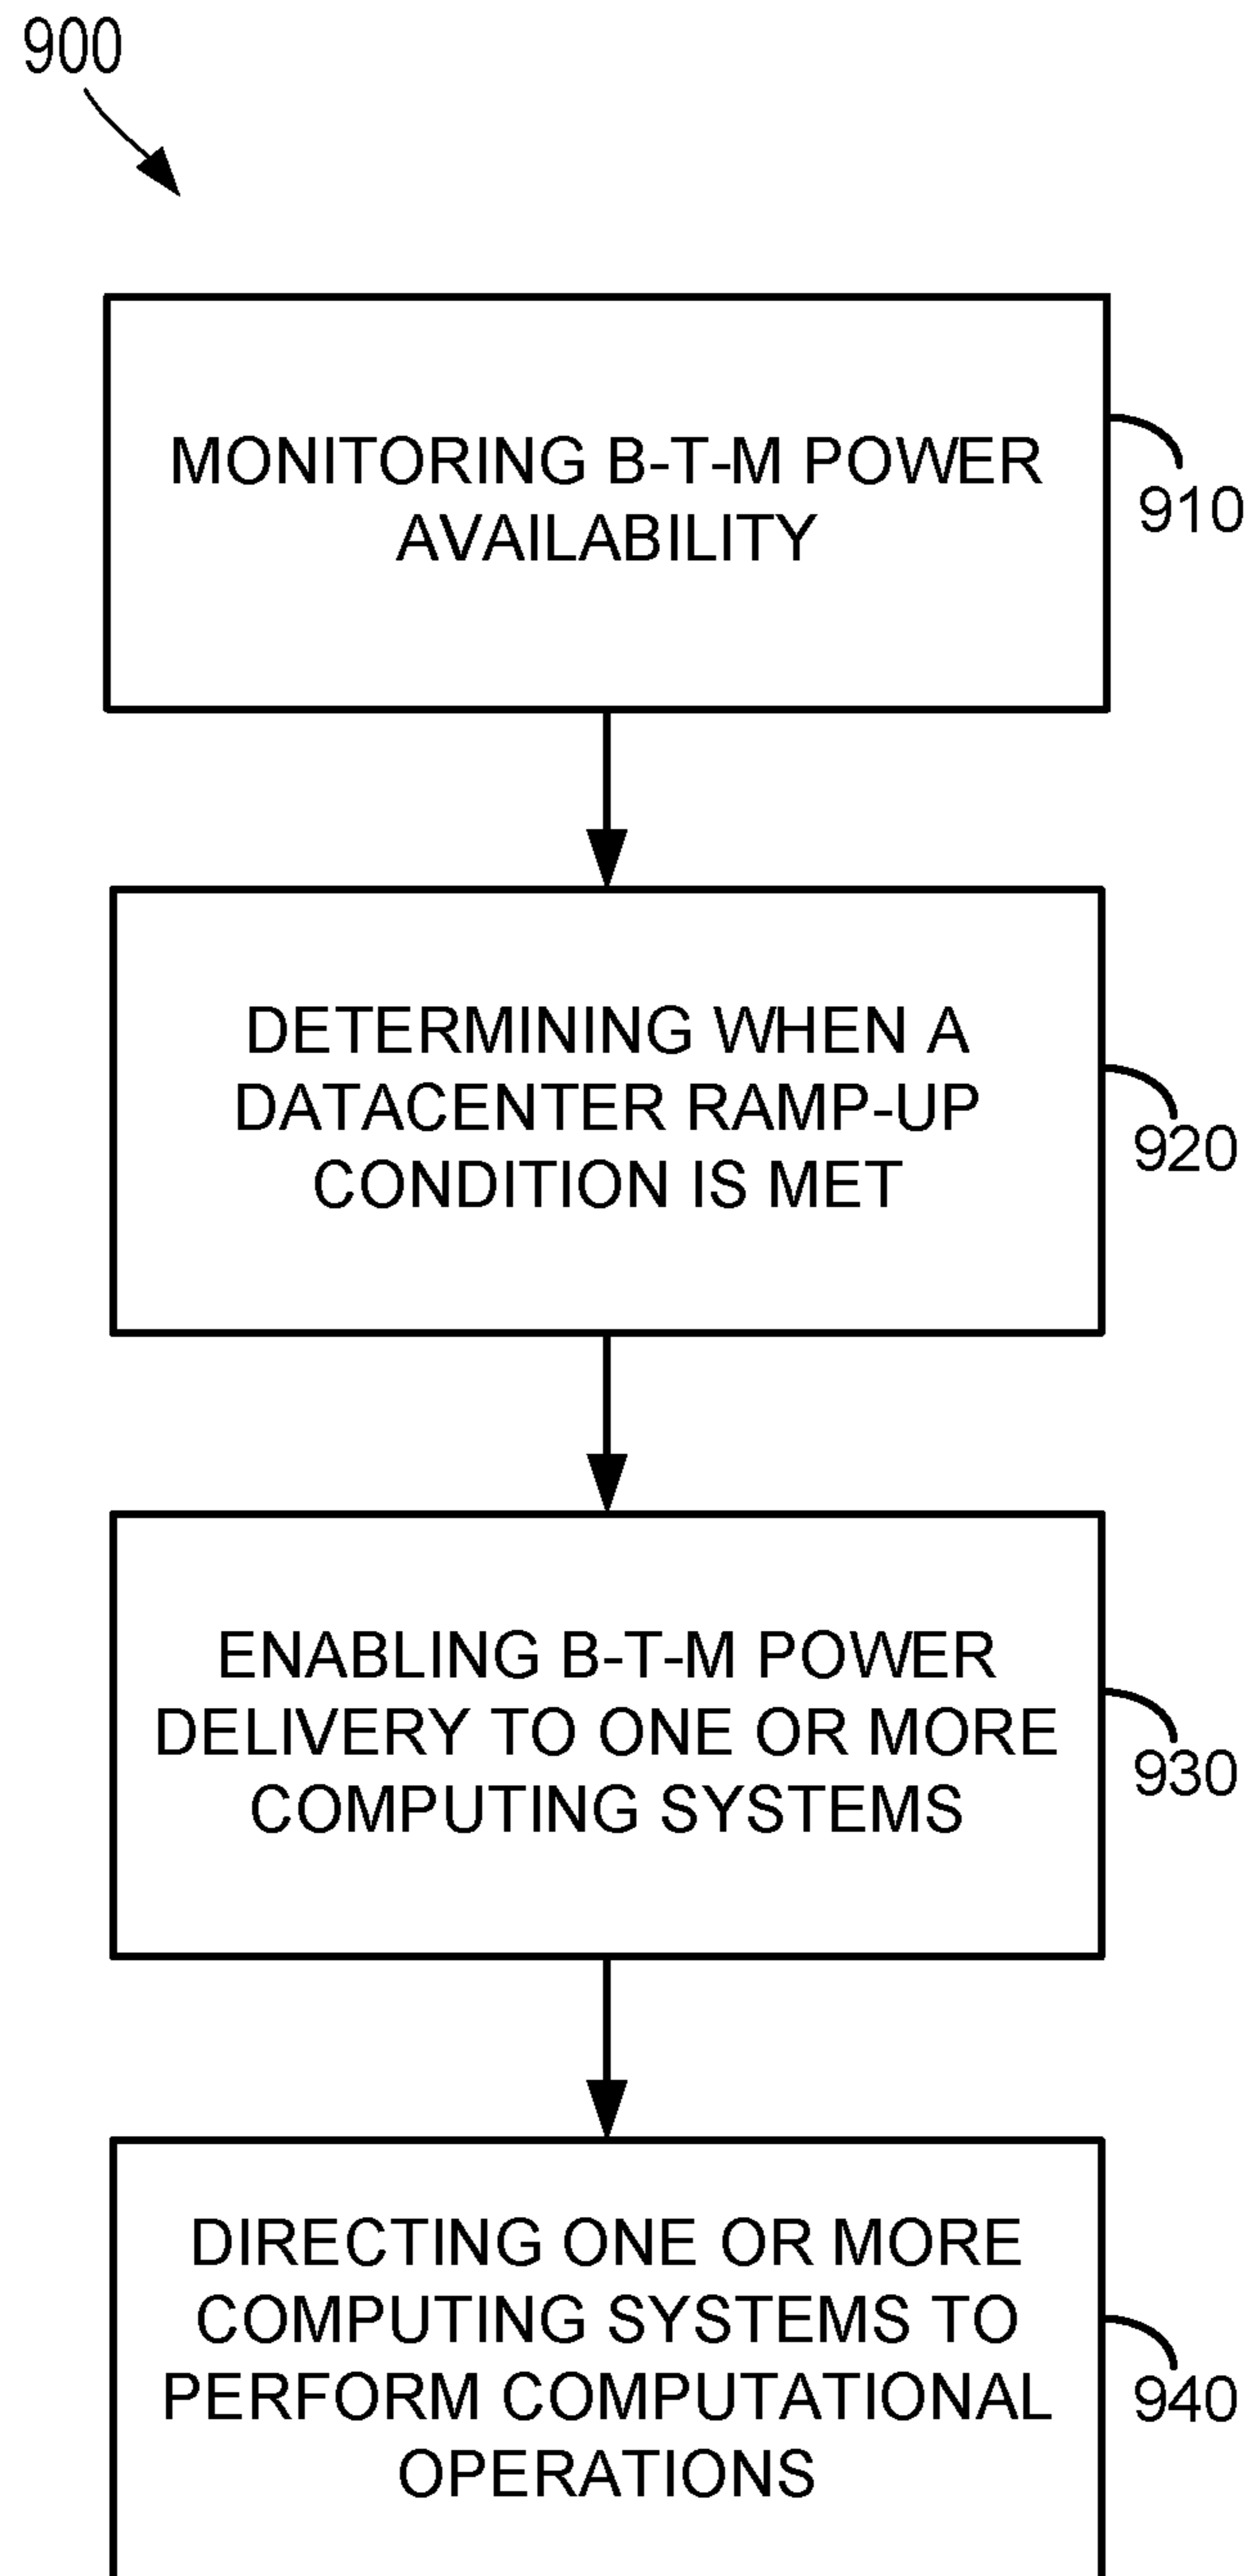 900
MONITORING B-T-M POWER
AVAILABILITY
910
DETERMINING WHEN A
DATACENTER RAMP-UP
CONDITION IS MET
920
ENABLING B-T-M POWER
DELIVERY TO ONE OR MORE
COMPUTING SYSTEMS
930
DIRECTING ONE OR MORE
COMPUTING SYSTEMS TO
PERFORM COMPUTATIONAL
OPERATIONS
940